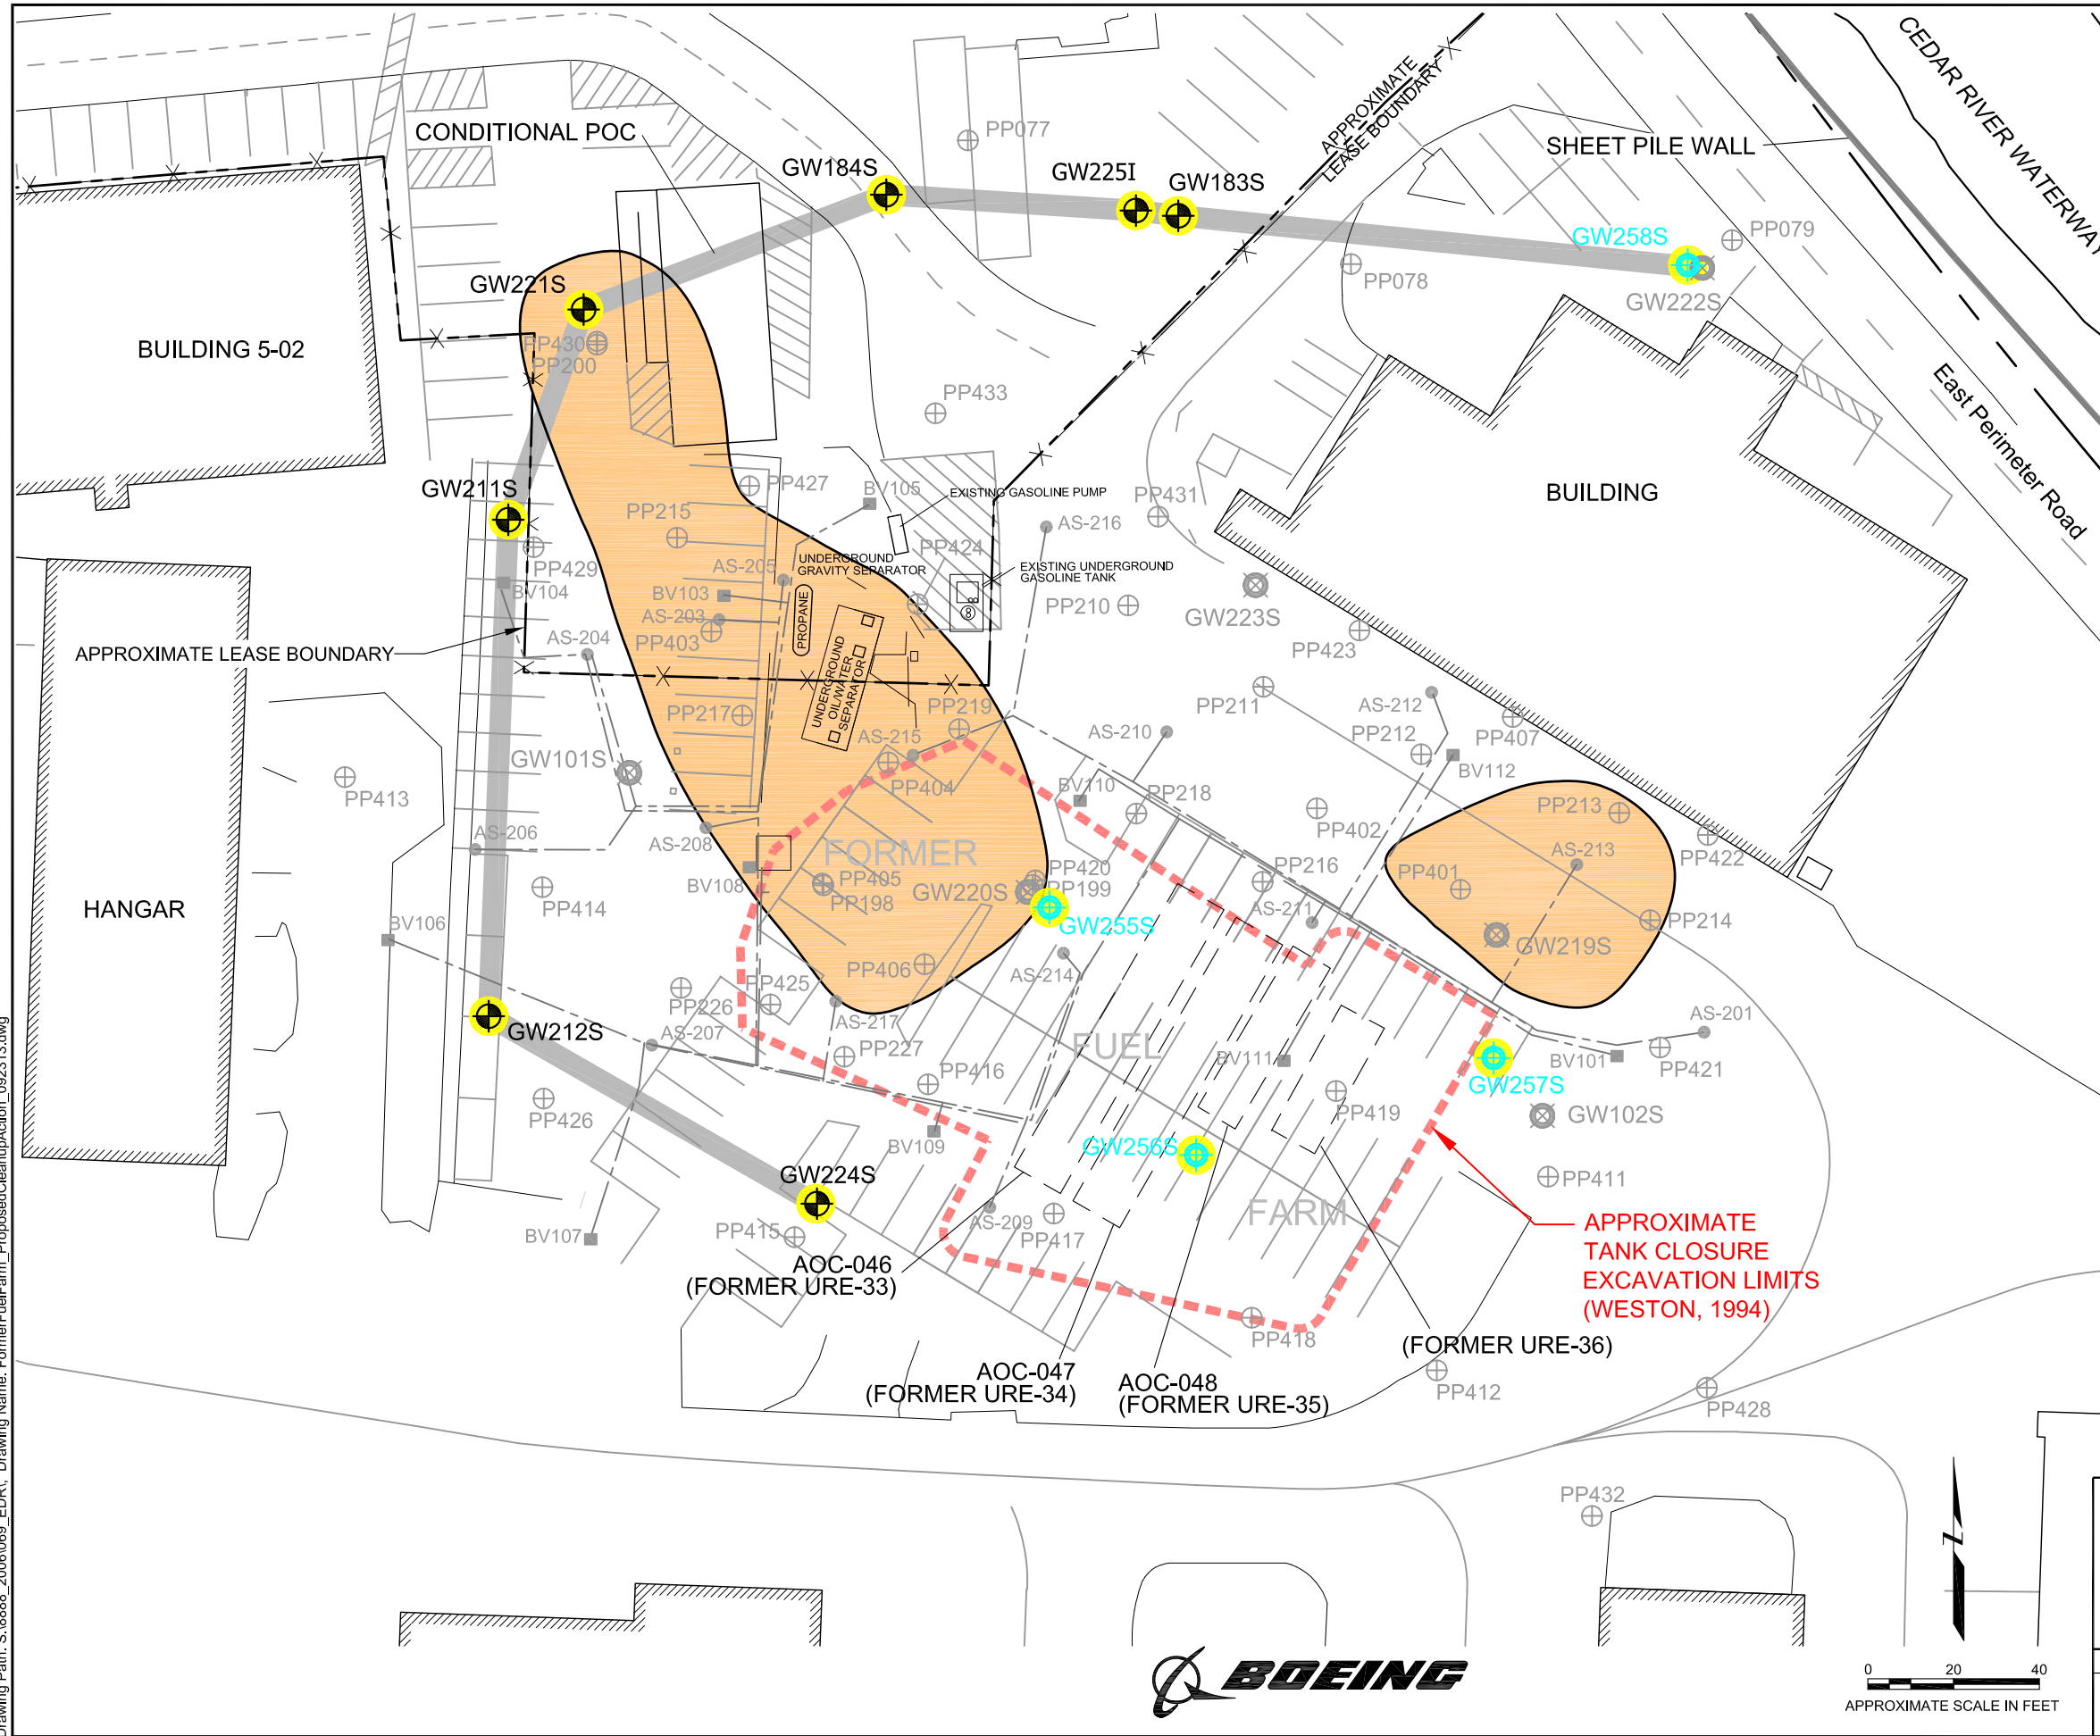 CEDAR RIVER WATERWAY
CONDITIONAL POC
PP077
APPROXIMATE
LEASE BOUNDARY
SHEET PILE WALL
GW184S
GW225I
GW183S
GW258S
PP079
PP078
GW222S
GW221S
PP430
PP200
BUILDING 5-02
East Perimeter Road
PP433
GW211S
PP427
BV105
EXISTING GASOLINE PUMP
PP431
BUILDING
PP215
AS-216
PP429
AS-205
UNDERGROUND
GRAVITY SEPARATOR
PP424
EXISTING UNDERGROUND
GASOLINE TANK
BV104
BV103
PROPANE
PP210
GW223S
AS-203
PP403
AS-204
PP423
APPROXIMATE LEASE BOUNDARY
UNDERGROUND
OIL/WATER
SEPARATOR
PP217
PP219
PP211
AS-212
AS-215
AS-210
PP212
PP407
GW101S
BV112
PP413
PP404
BV110
PP218
PP213
PP402
AS-206
AS-208
FORMER
PP422
AS-213
BV108
PP405
PP420
PP199
PP216
PP401
PP198
GW220S
HANGAR
PP414
AS-211
PP214
BV106
GW255S
GW219S
PP406
AS-214
PP226
PP425
AS-217
AS-201
GW212S
AS-207
PP227
FUEL
BV111
BV101
PP421
PP416
GW257S
PP426
PP419
GW102S
BV109
GW256S
GW224S
PP411
FARM
PP415
AS-209
PP417
BV107
APPROXIMATE
TANK CLOSURE
EXCAVATION LIMITS
(WESTON, 1994)
AOC-046
(FORMER URE-33)
PP418
(FORMER URE-36)
AOC-047
(FORMER URE-34)
AOC-048
(FORMER URE-35)
PP412
PP428
PP432
Z
BOEING
0 20 40
APPROXIMATE SCALE IN FEET